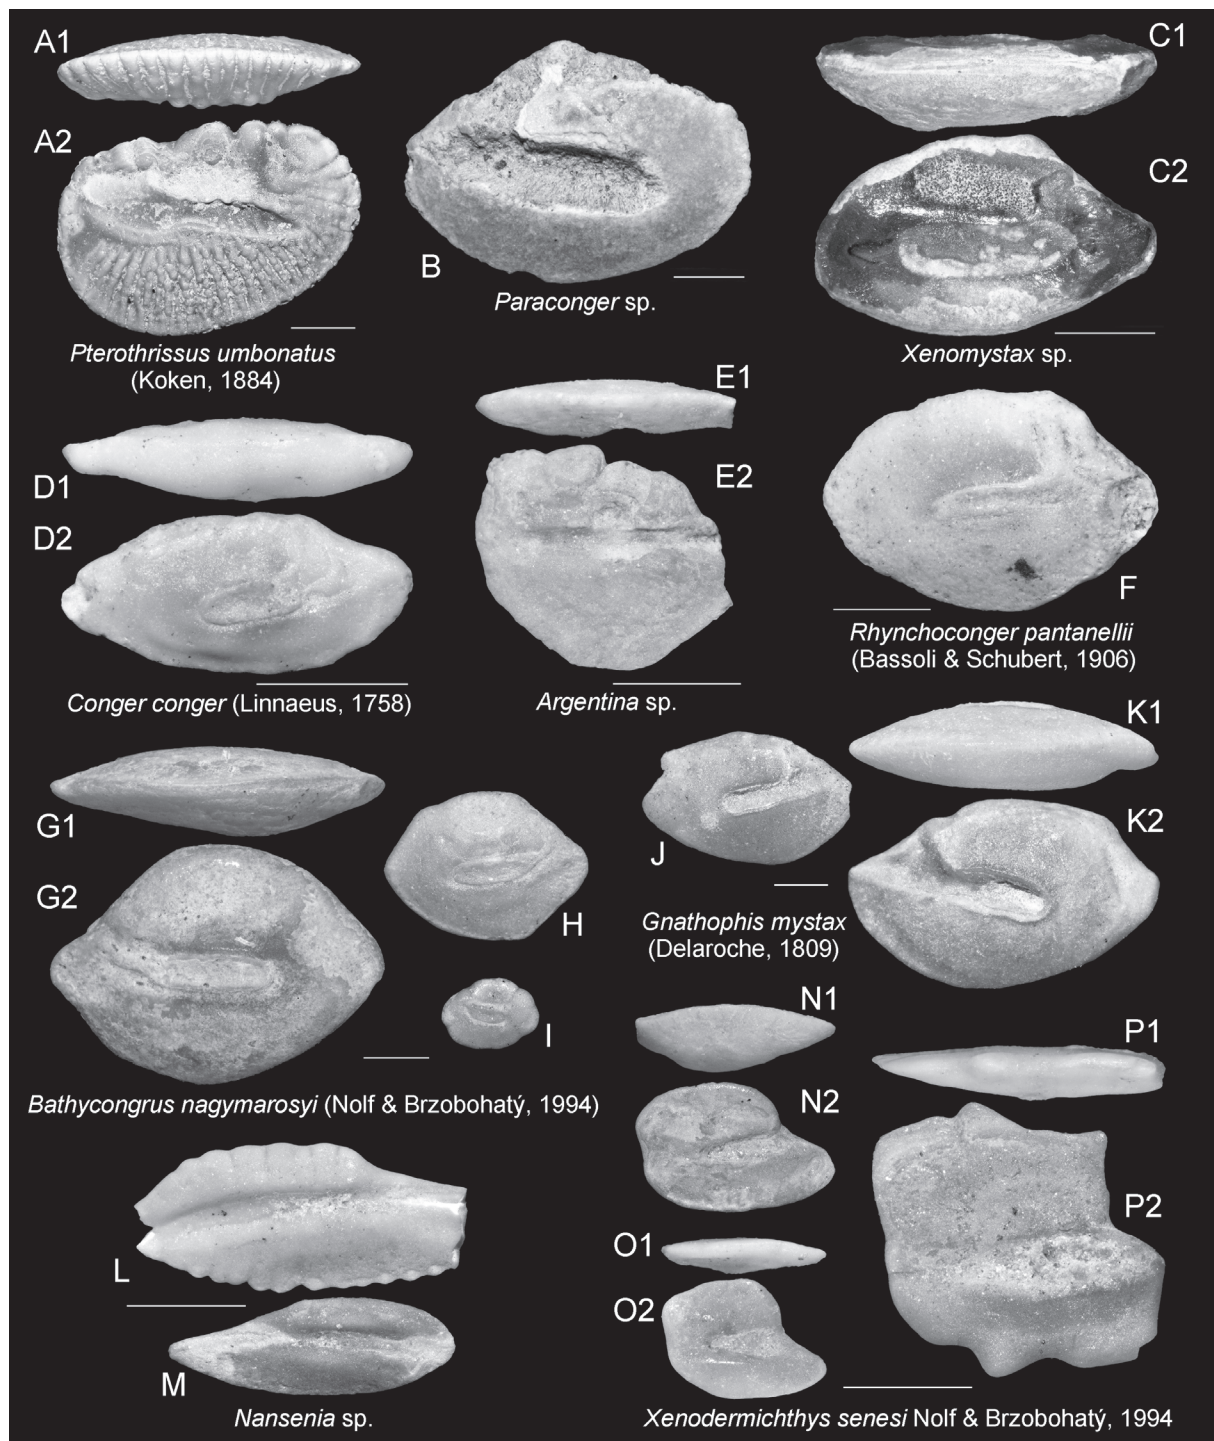 A1
A2
Pterothrissus umbonatus
(Koken, 1884)
B
Paraconger sp.
C1
C2
Xenomystax sp.
D1
D2
Conger conger (Linnaeus, 1758)
E1
E2
Argentina sp.
F
Rhynchoconger pantanellii
(Bassoli & Schubert, 1906)
G1
G2
H
I
Bathycongrus nagymarosyi (Nolf & Brzobohatý, 1994)
J
Gnathophis mystax
(Delaroche, 1809)
K1
K2
L
M
Nansenia sp.
N1
N2
O1
O2
P1
P2
Xenodermichthys senesi Nolf & Brzobohatý, 1994